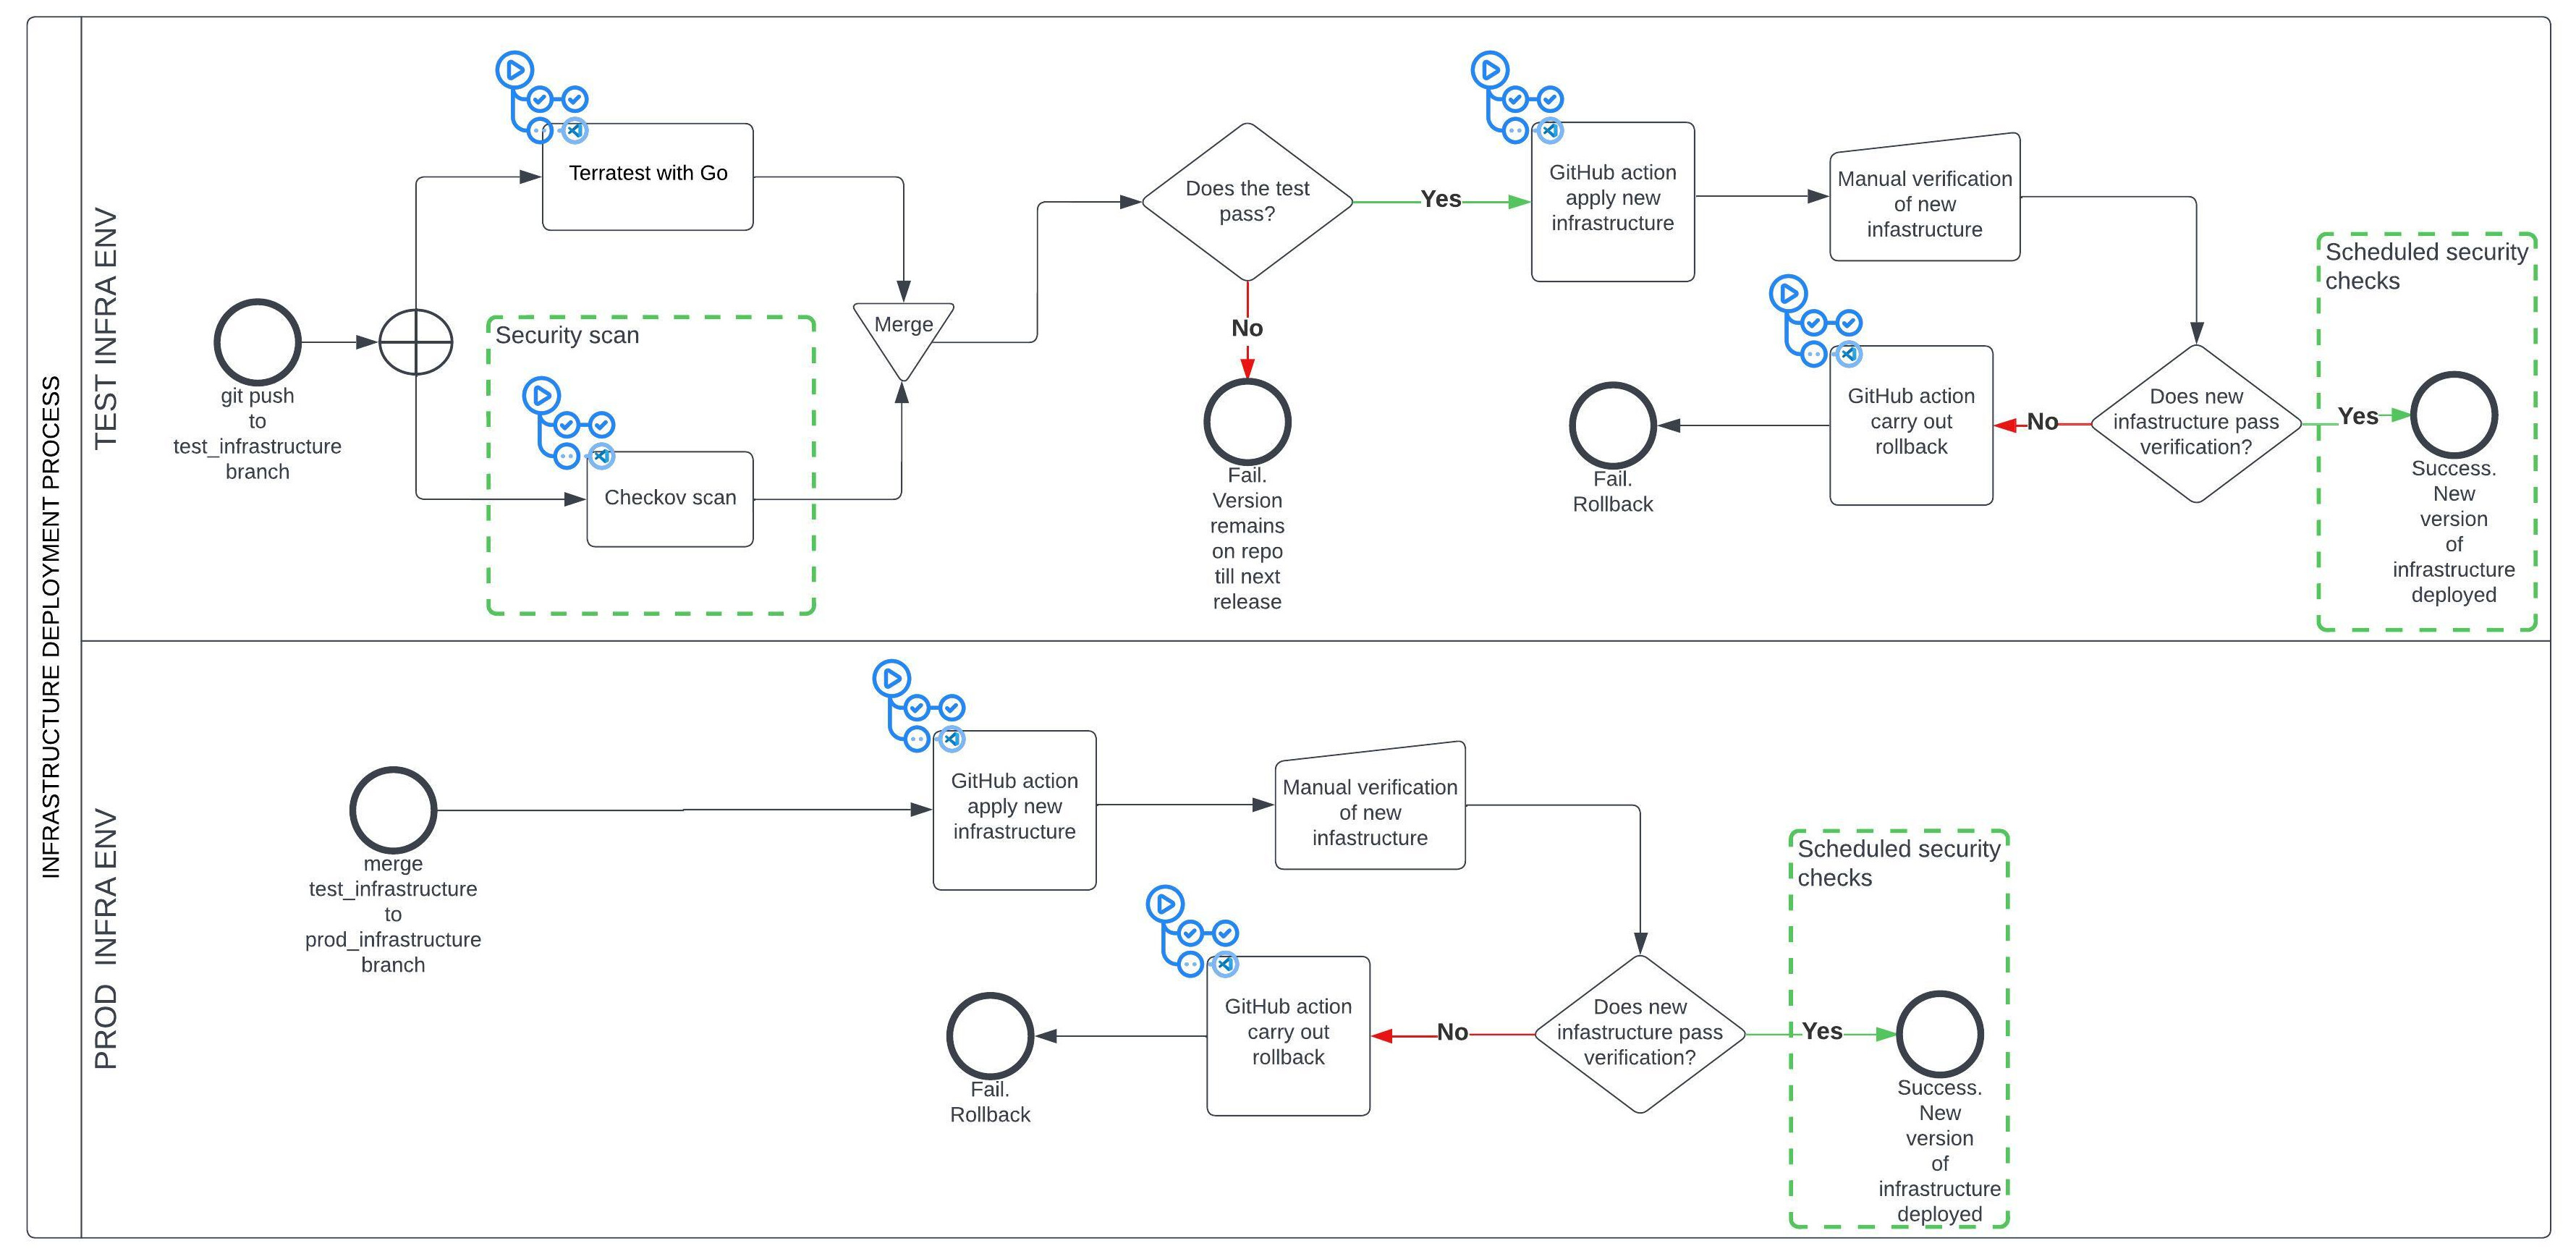 INFRASTRUCTURE DEPLOYMENT PROCESS
TEST INFRA ENV
git push
to
test_infrastructure
branch
Terratest with Go
Security scan
Checkov scan
Merge
Does the test
pass?
Yes
No
Fail.
Version
remains
on repo
till next
release
GitHub action
apply new
infrastructure
Manual verification
of new
infastructure
Does new
infastructure pass
verification?
No
GitHub action
carry out
rollback
Fail.
Rollback
Yes
Scheduled security
checks
Success.
New
version
of
infrastructure
deployed
PROD INFRA ENV
merge
test_infrastructure
to
prod_infrastructure
branch
GitHub action
apply new
infrastructure
Manual verification
of new
infastructure
Does new
infastructure pass
verification?
No
GitHub action
carry out
rollback
Fail.
Rollback
Yes
Scheduled security
checks
Success.
New
version
of
infrastructure
deployed